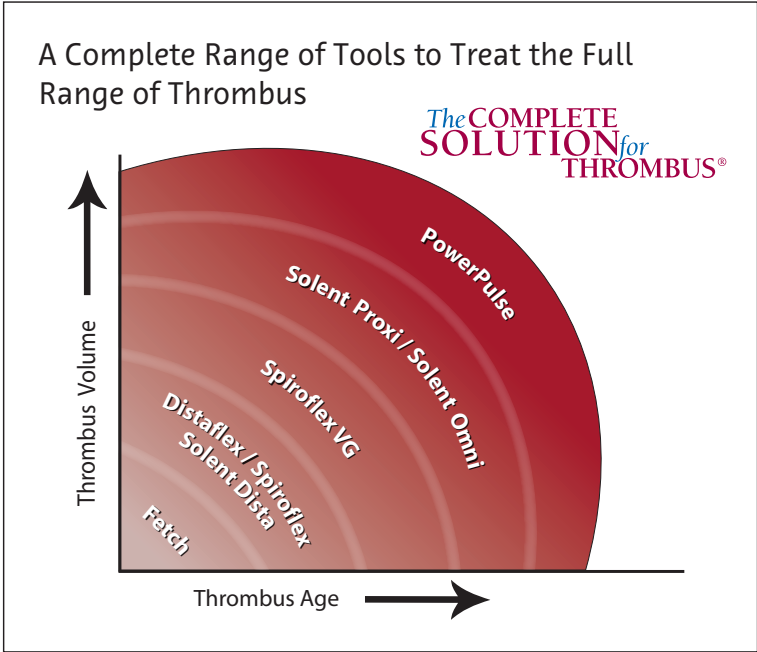 A Complete Range of Tools to Treat the Full
Range of Thrombus
The COMPLETE
SOLUTION for
THROMBUS®
PowerPulse
Solent Proxi / Solent Omni
Spiroflex VG
Distaflex / Spiroflex
Solent Dista
Fetch
Thrombus Volume
Thrombus Age